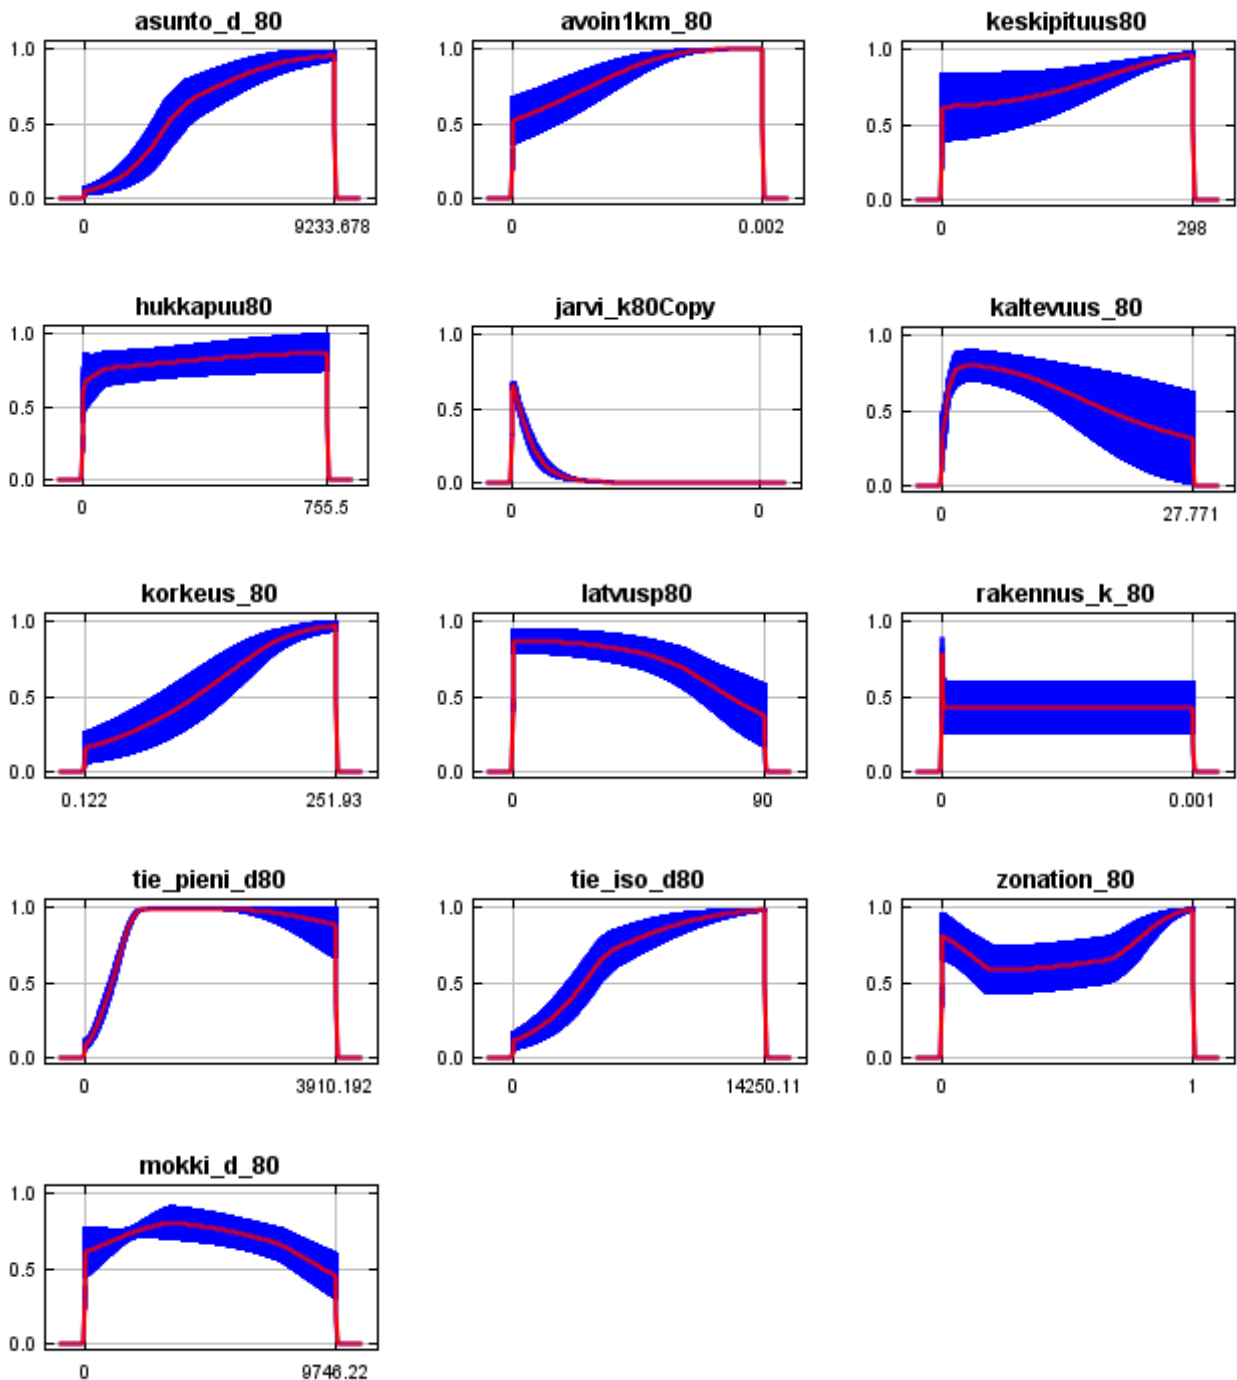 asunto_d_80 avoin1km_80 keskipituus80
1.0 1.0 1.0
0.5 0.5 0.5
0.0 0.0 0.0
0 9233.678 0 0.002 0 298
hukkapuu80 jarvi_k80Copy kaltevuus_80
1.0 1.0 1.0
0.5 0.5 0.5
0.0 0.0 0.0
0 755.5 0 0 0 27.771
korkeus_80 latvusp80 rakennus_k_80
1.0 1.0 1.0
0.5 0.5 0.5
0.0 0.0 0.0
0.122 251.93 0 90 0 0.001
tie_pieni_d80 tie_iso_d80 zonation_80
1.0 1.0 1.0
0.5 0.5 0.5
0.0 0.0 0.0
0 3910.192 0 14250.11 0 1
mokki_d_80
1.0
0.5
0.0
0 9746.22